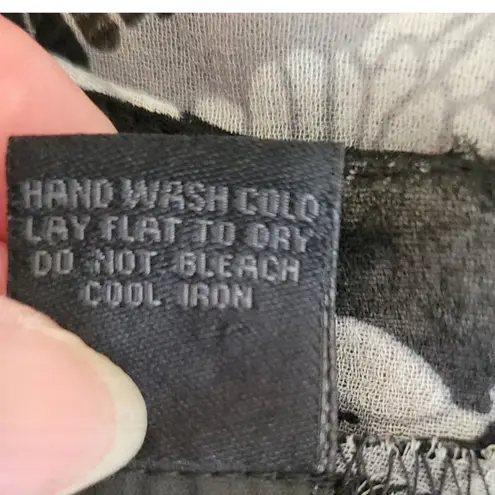 HAND WASH COLD
LAY FLAT TO DRY
DO NOT BLEACH
COOL IRON